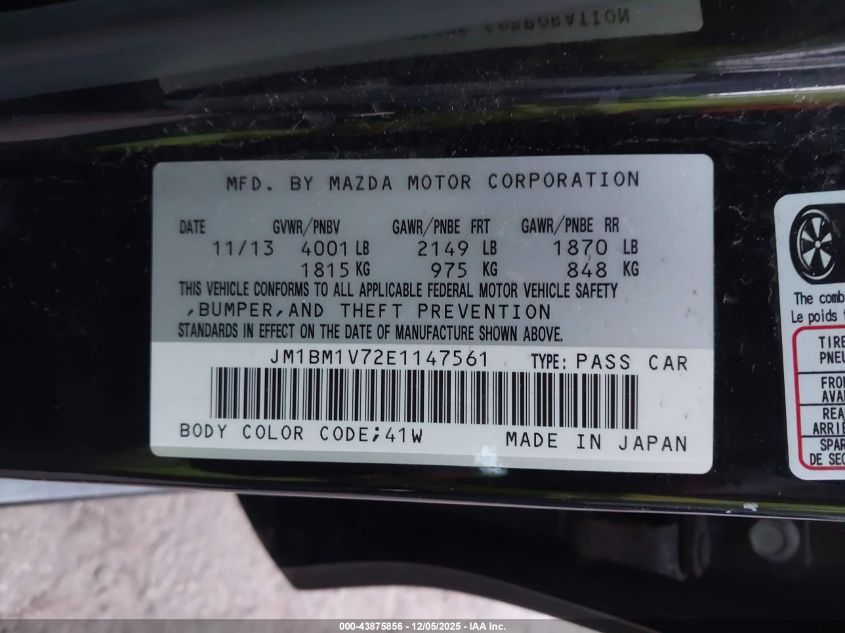 CORPORATION
MFD. BY MAZDA MOTOR CORPORATION
DATE GVWR/PNBV GAWR/PNBE FRT GAWR/PNBE RR
11/13 4001 LB 2149 LB 1870 LB
1815 KG 975 KG 848 KG
THIS VEHICLE CONFORMS TO ALL APPLICABLE FEDERAL MOTOR VEHICLE SAFETY
,BUMPER,AND THEFT PREVENTION
STANDARDS IN EFFECT ON THE DATE OF MANUFACTURE SHOWN ABOVE.
JM1BM1V72E1147561 TYPE: PASS CAR
BODY COLOR CODE;41W MADE IN JAPAN
The comb
Le poids
TIRE
PNEU
FRO
AVA
REA
ARRIE
SPAR
DE SEC
000-43875856 - 12/05/2025 - IAA Inc.